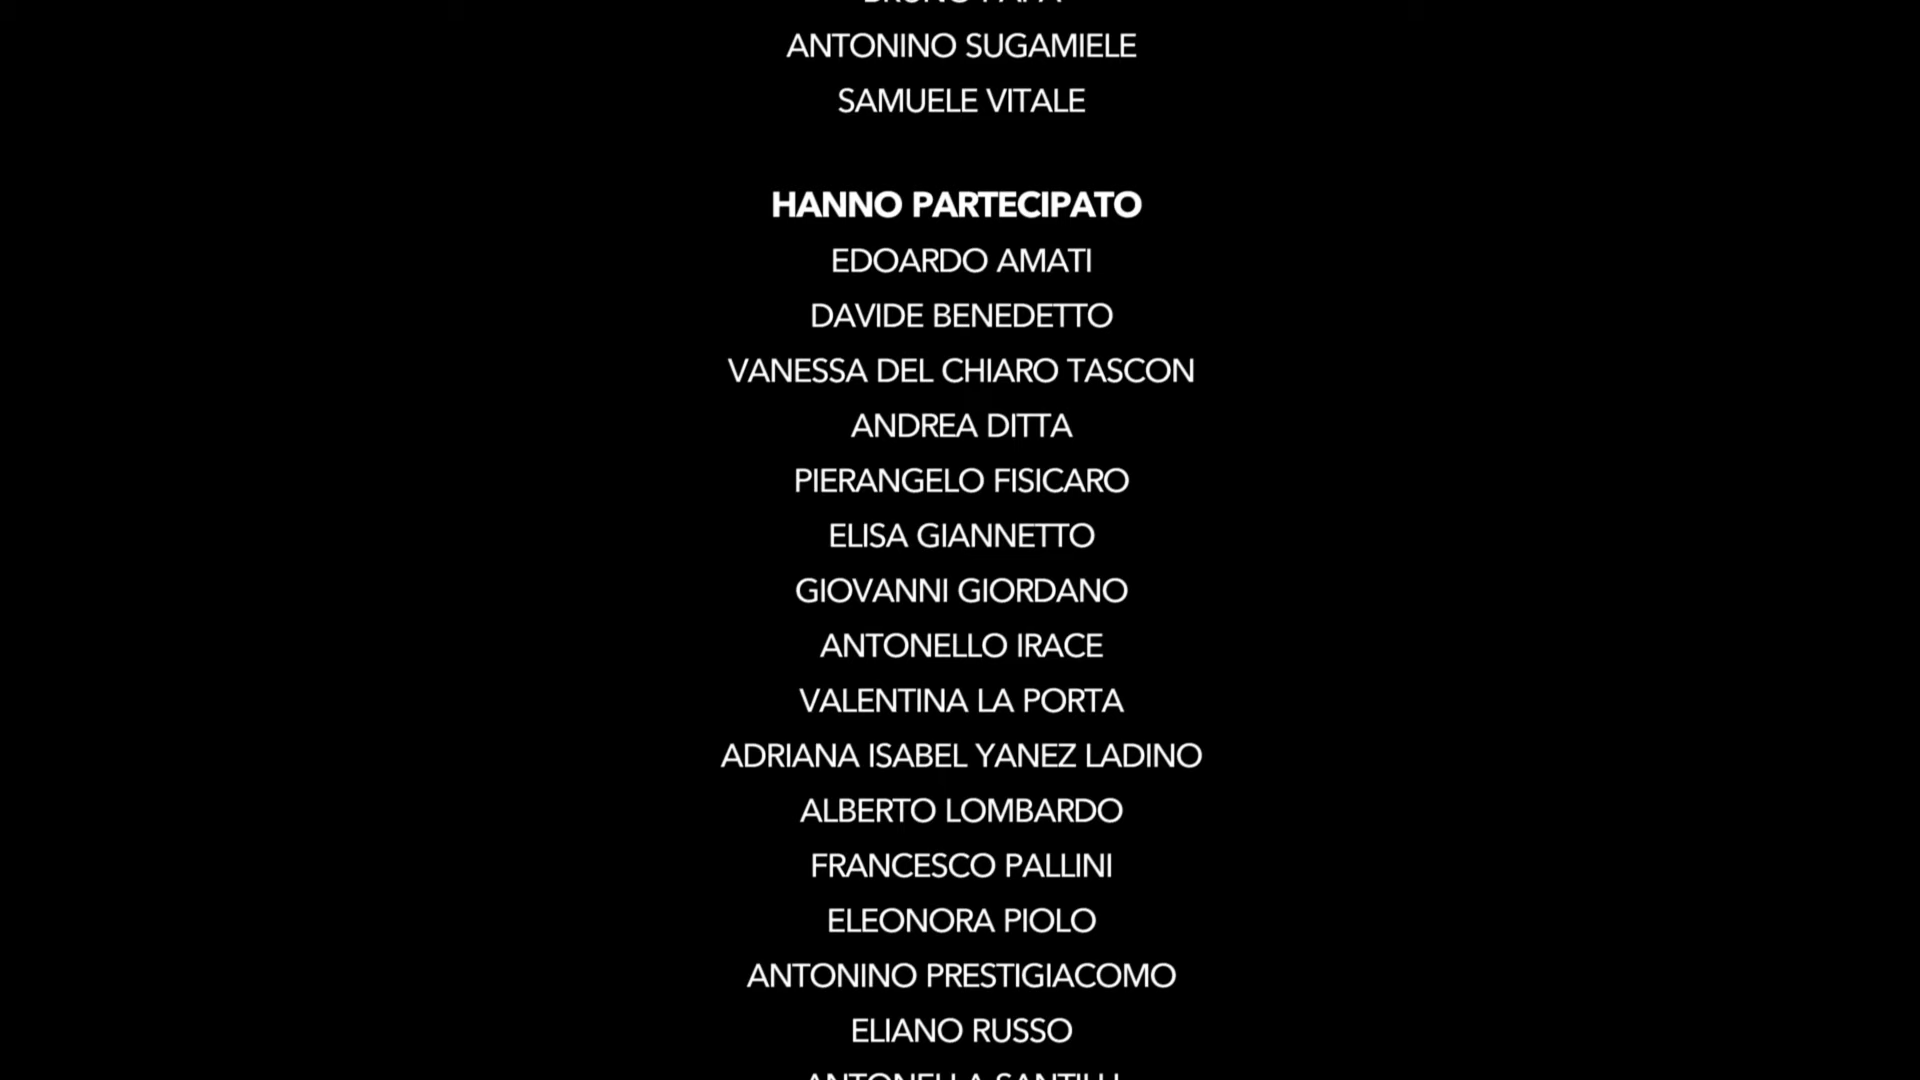 ANTONINO SUGAMIELE
SAMUELE VITALE
HANNO PARTECIPATO
EDOARDO AMATI
DAVIDE BENEDETTO
VANESSA DEL CHIARO TASCON
ANDREA DITTA
PIERANGELO FISICARO
ELISA GIANNETTO
GIOVANNI GIORDANO
ANTONELLO IRACE
VALENTINA LA PORTA
ADRIANA ISABEL YANEZ LADINO
ALBERTO LOMBARDO
FRANCESCO PALLINI
ELEONORA PIOLO
ANTONINO PRESTIGIACOMO
ELIANO RUSSO